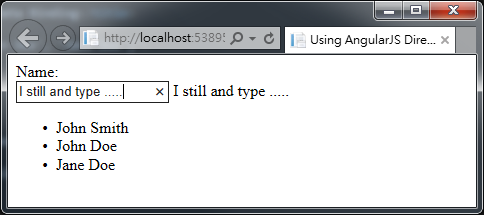 http://localhost:53895
Using AngularJS Dire...
Name:
I still and type ..... I still and type .....
• John Smith
• John Doe
• Jane Doe